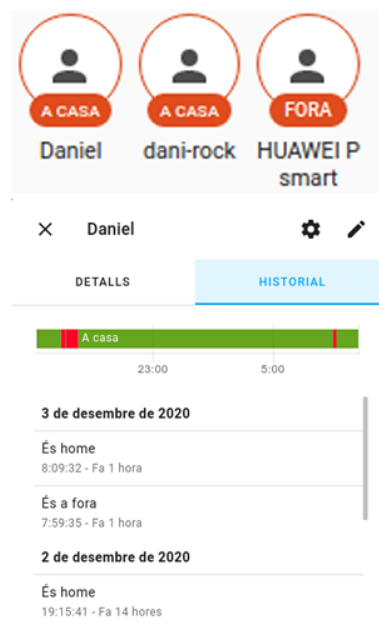 A CASA A CASA FORA
Daniel dani-rock HUAWEI P
smart
Daniel
DETALLS HISTORIAL
A casa
23:00 5:00
3 de desembre de 2020
És home
8:09:32 - Fa 1 hora
És a fora
7:59:35 - Fa 1 hora
2 de desembre de 2020
És home
19:15:41 - Fa 14 hores